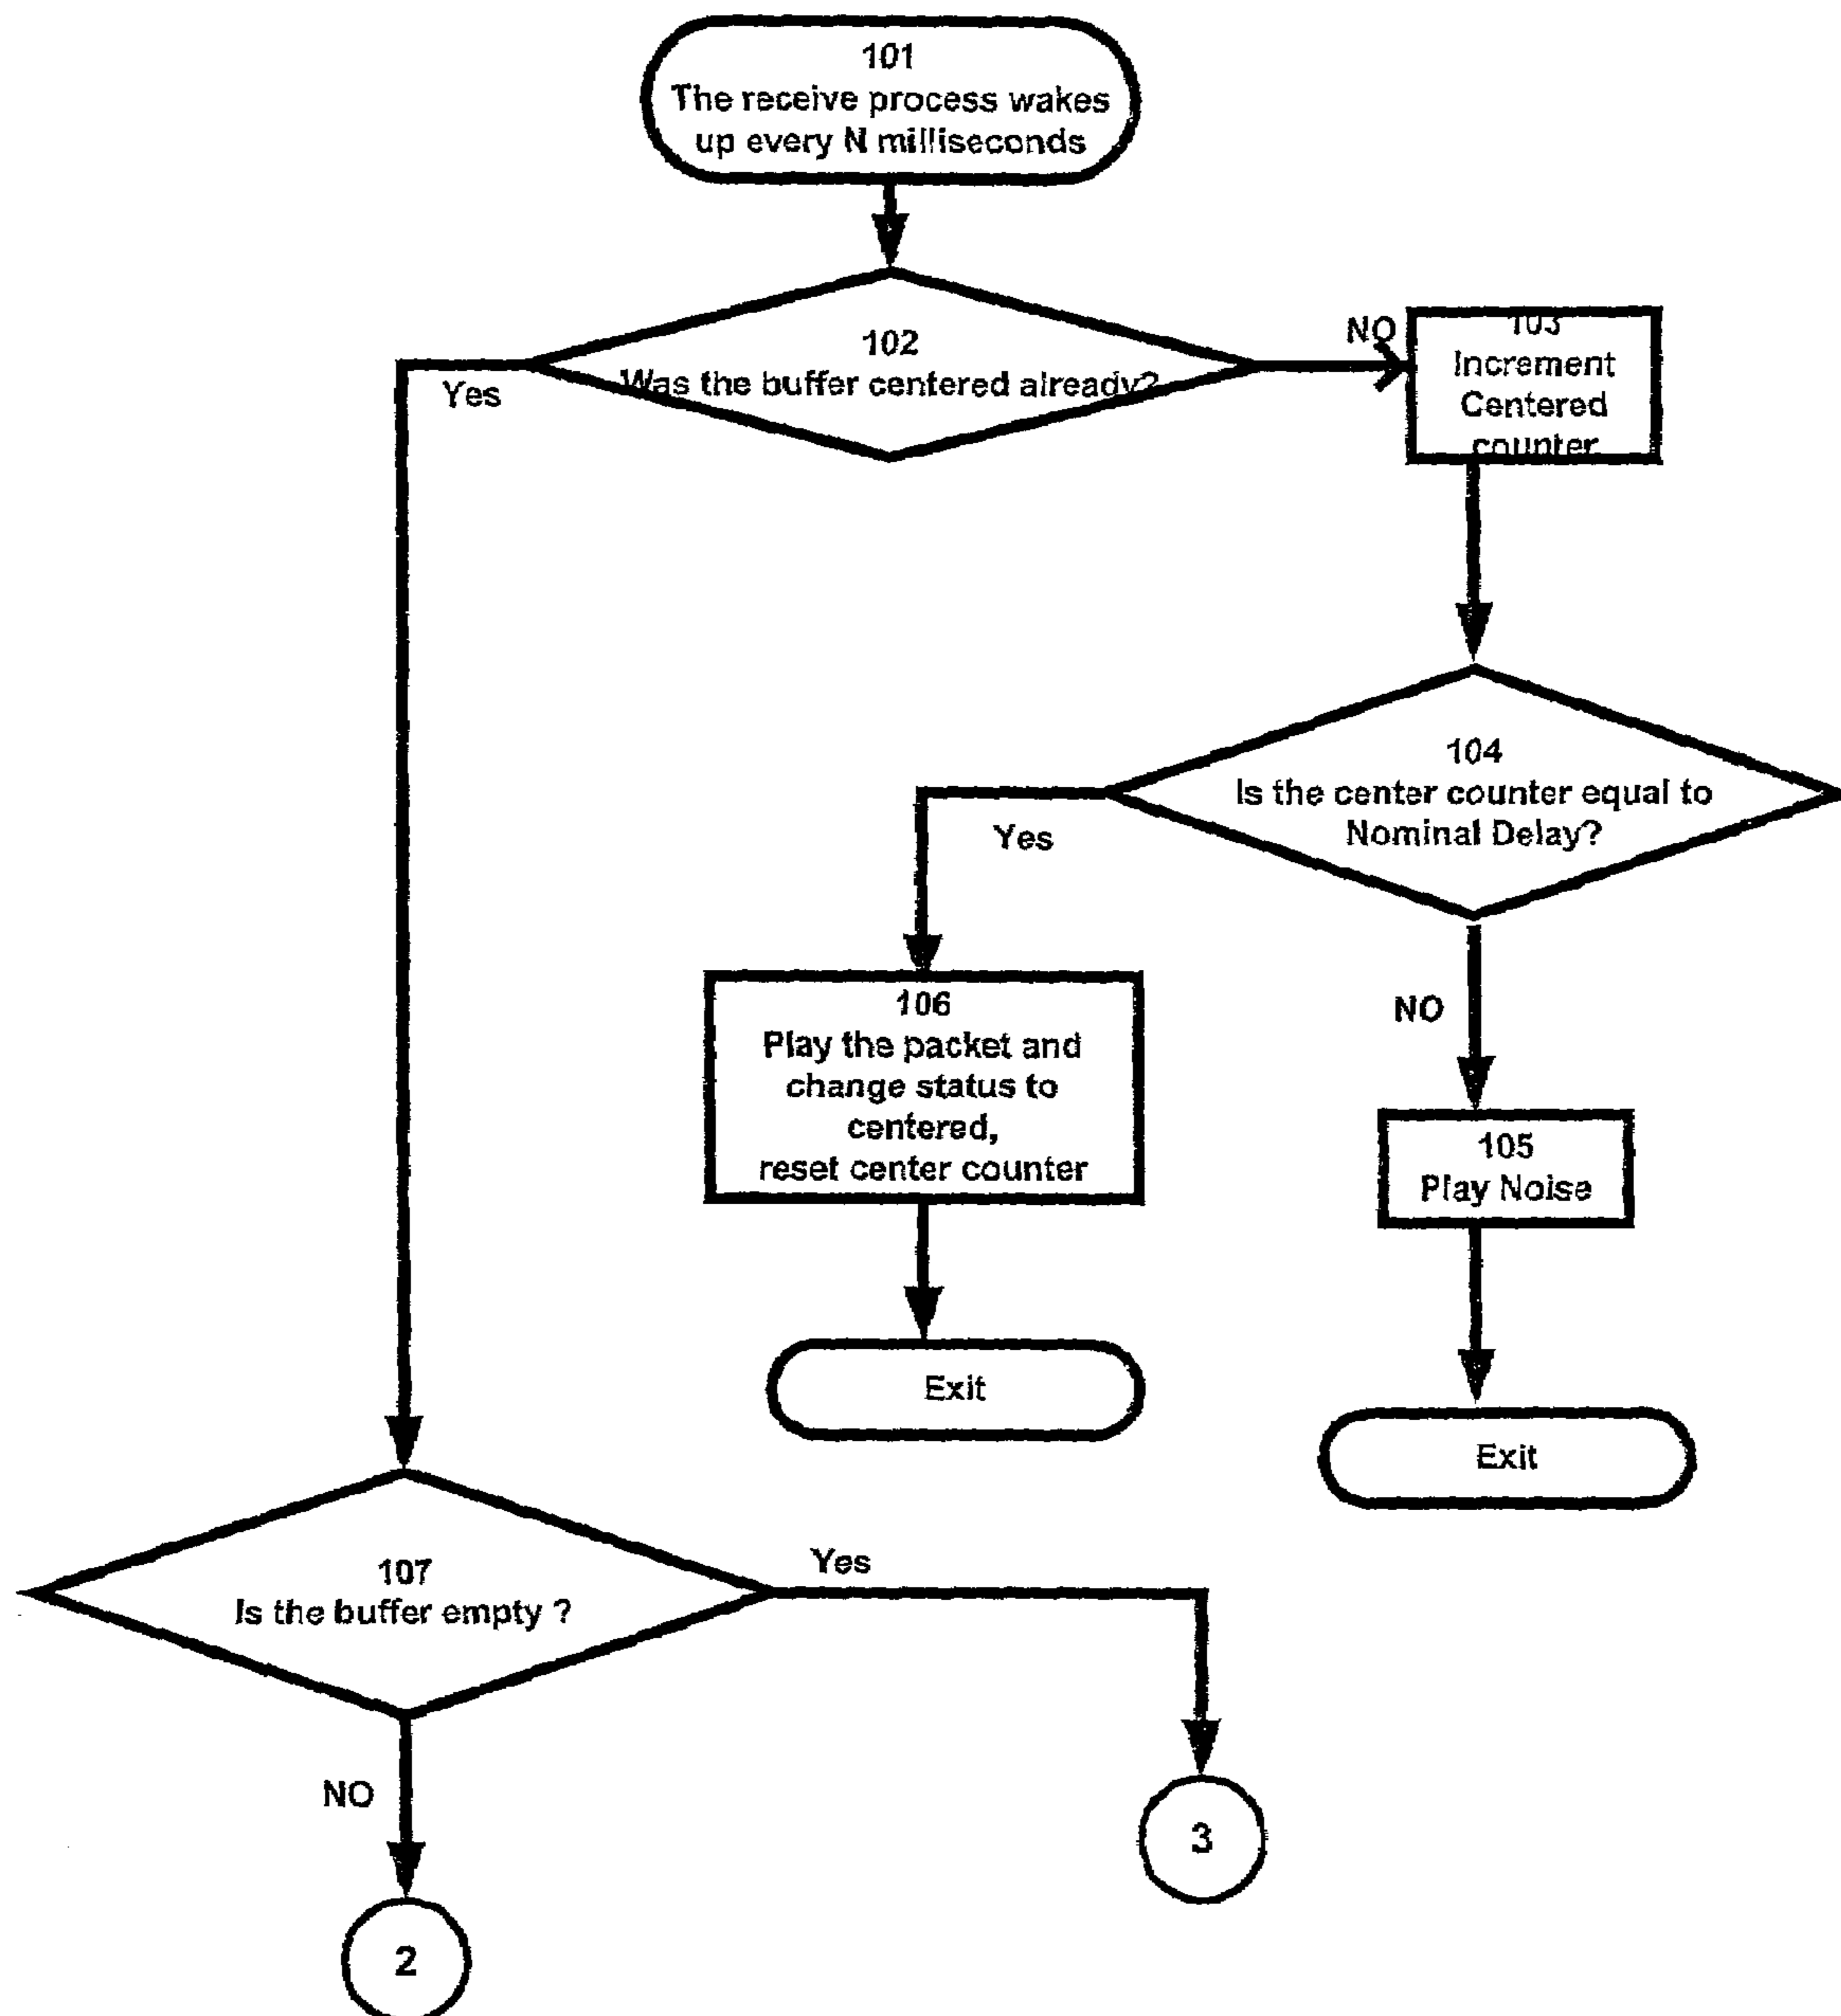 101
The receive process wakes
up every N milliseconds
102
Was the buffer centered already?
Yes
NO
103
Increment
Centered
counter
104
Is the center counter equal to
Nominal Delay?
Yes
NO
106
Play the packet and
change status to
centered,
reset center counter
105
Play Noise
Exit
Exit
107
Is the buffer empty ?
Yes
NO
3
2